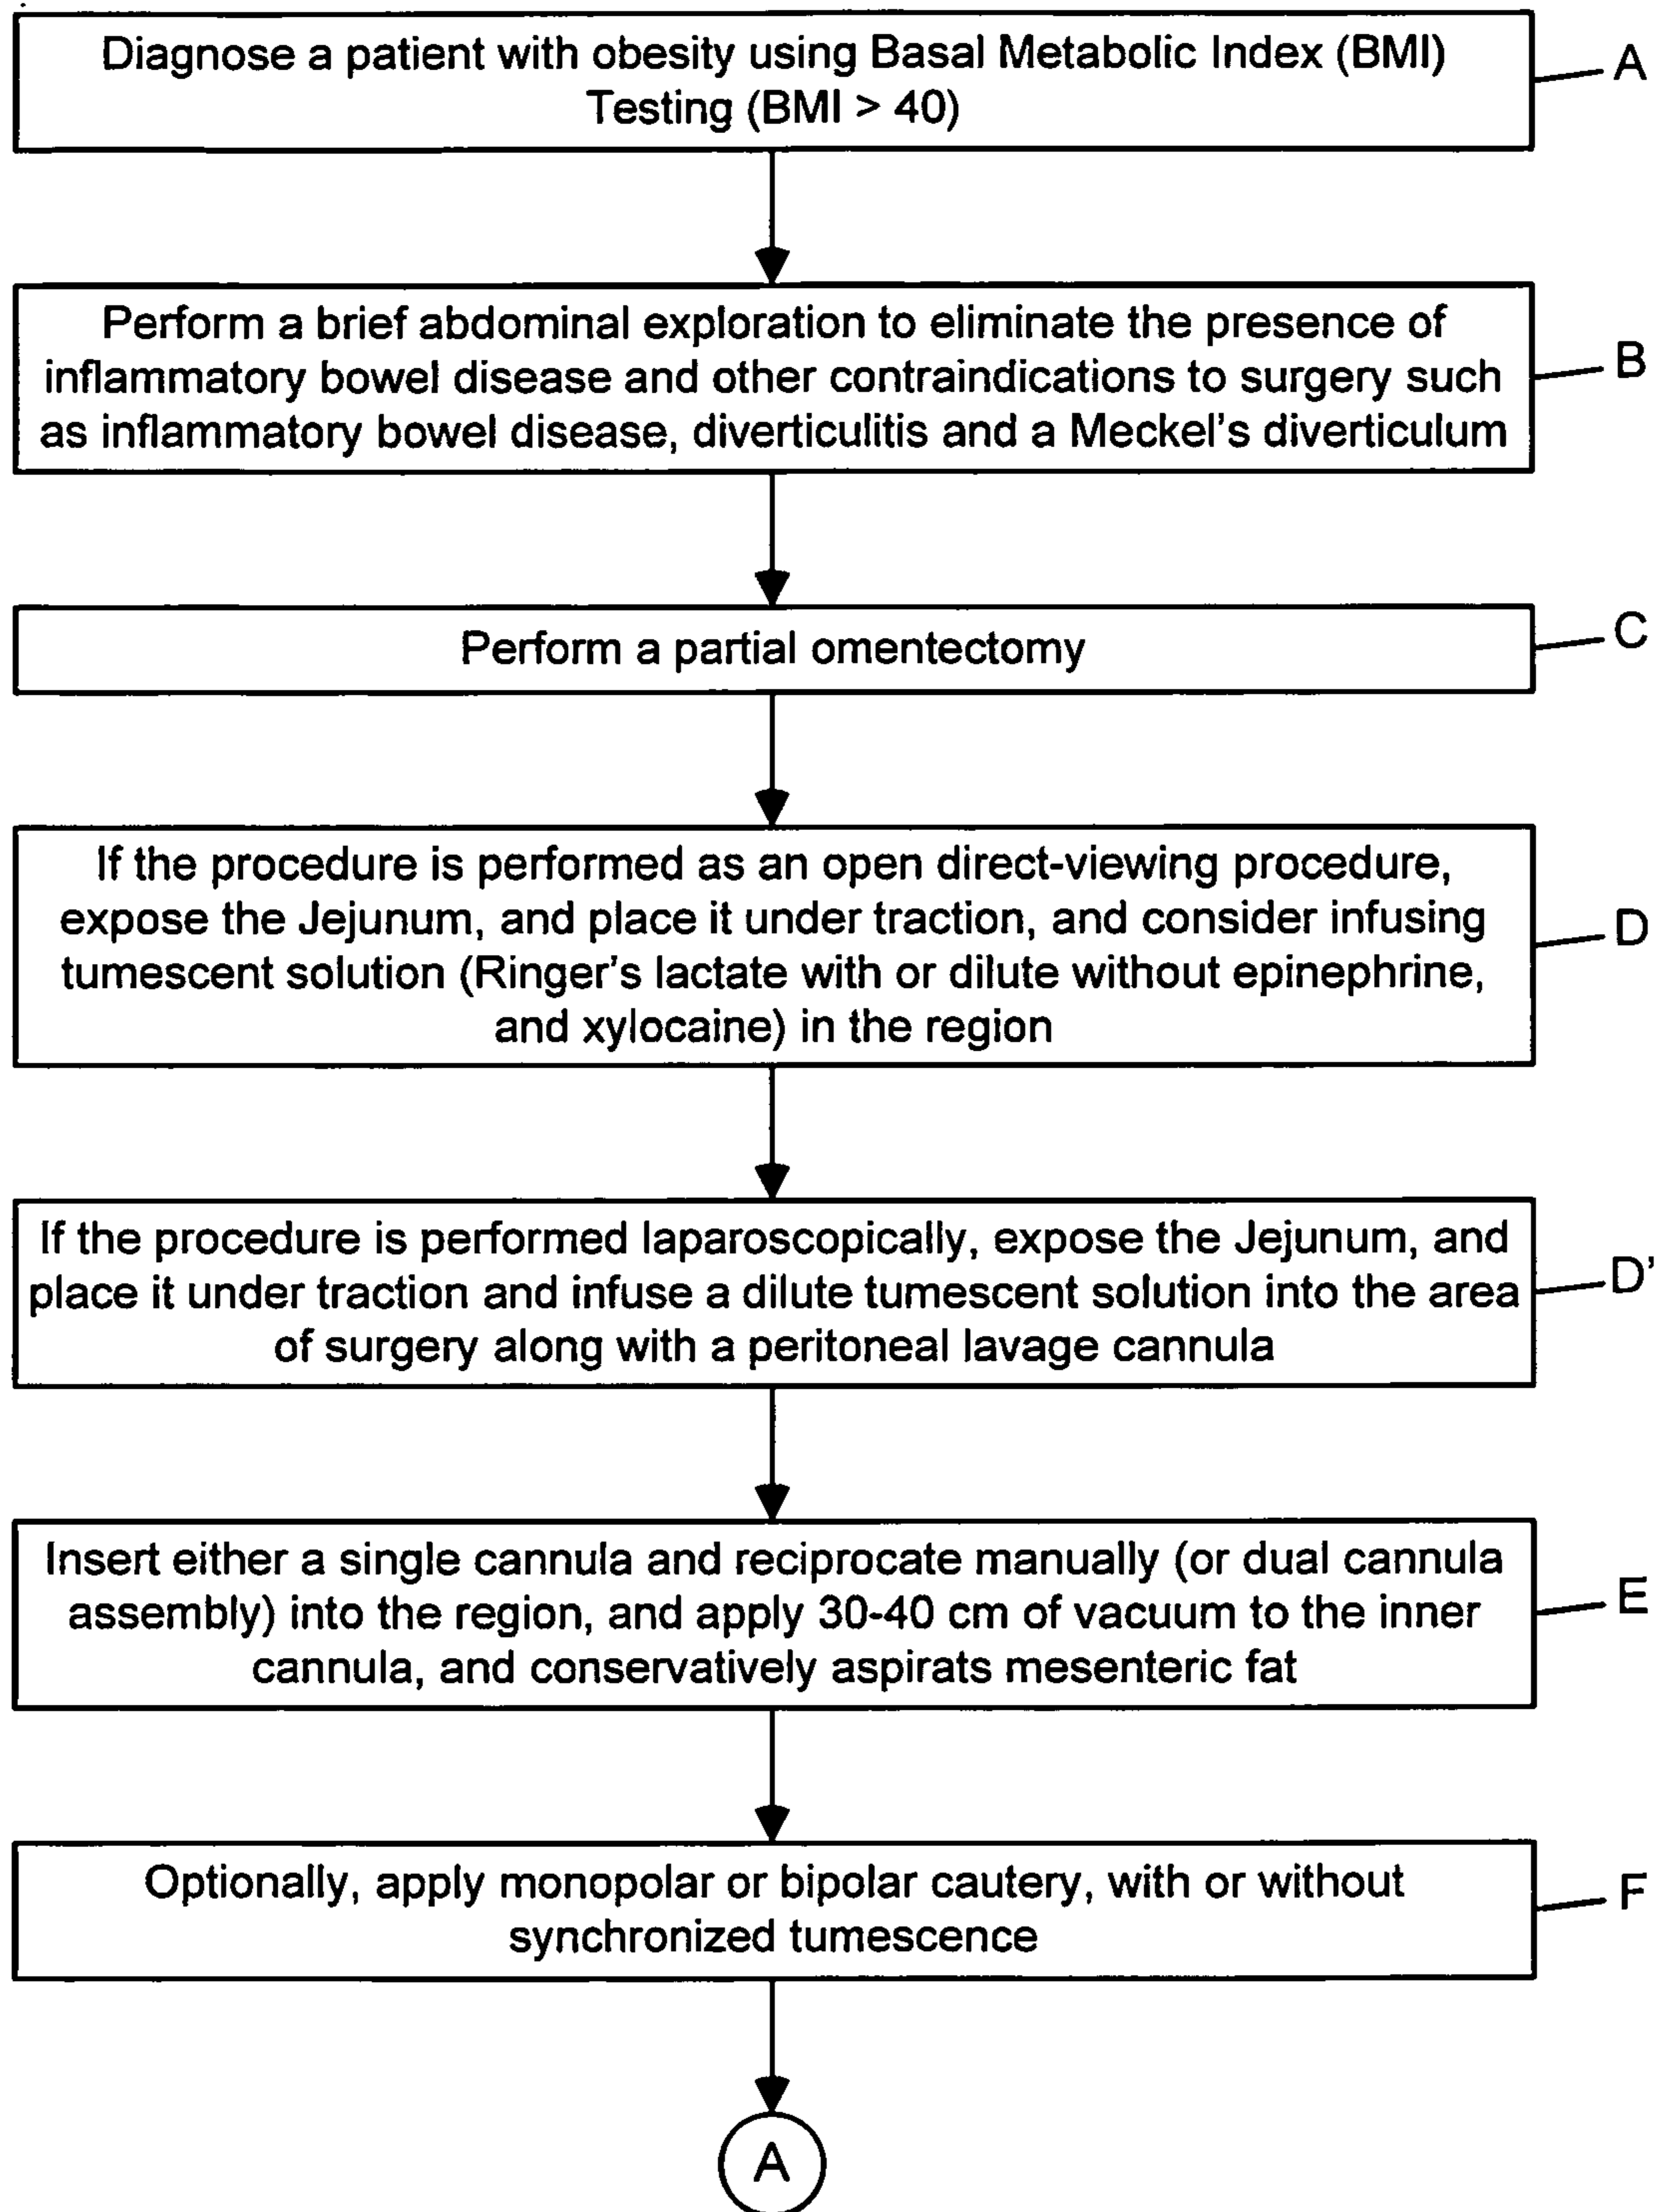 Diagnose a patient with obesity using Basal Metabolic Index (BMI)
Testing (BMI > 40)
A
Perform a brief abdominal exploration to eliminate the presence of
inflammatory bowel disease and other contraindications to surgery such
as inflammatory bowel disease, diverticulitis and a Meckel's diverticulum
B
Perform a partial omentectomy
C
If the procedure is performed as an open direct-viewing procedure,
expose the Jejunum, and place it under traction, and consider infusing
tumescent solution (Ringer's lactate with or dilute without epinephrine,
and xylocaine) in the region
D
If the procedure is performed laparoscopically, expose the Jejunum, and
place it under traction and infuse a dilute tumescent solution into the area
of surgery along with a peritoneal lavage cannula
D'
Insert either a single cannula and reciprocate manually (or dual cannula
assembly) into the region, and apply 30-40 cm of vacuum to the inner
cannula, and conservatively aspirats mesenteric fat
E
Optionally, apply monopolar or bipolar cautery, with or without
synchronized tumescence
F
A